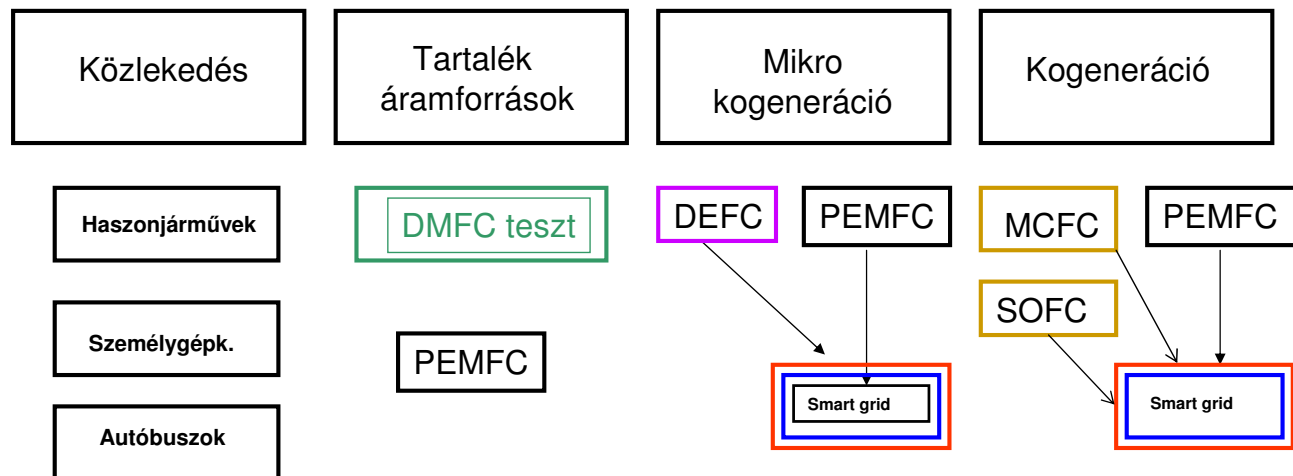 Közlekedés
Tartalék
áramforrások
Mikro
kogeneráció
Kogeneráció
Haszonjárművek
DMFC teszt
DEFC
PEMFC
MCFC
PEMFC
Személygépk.
PEMFC
SOFC
Autóbuszok
Smart grid
Smart grid